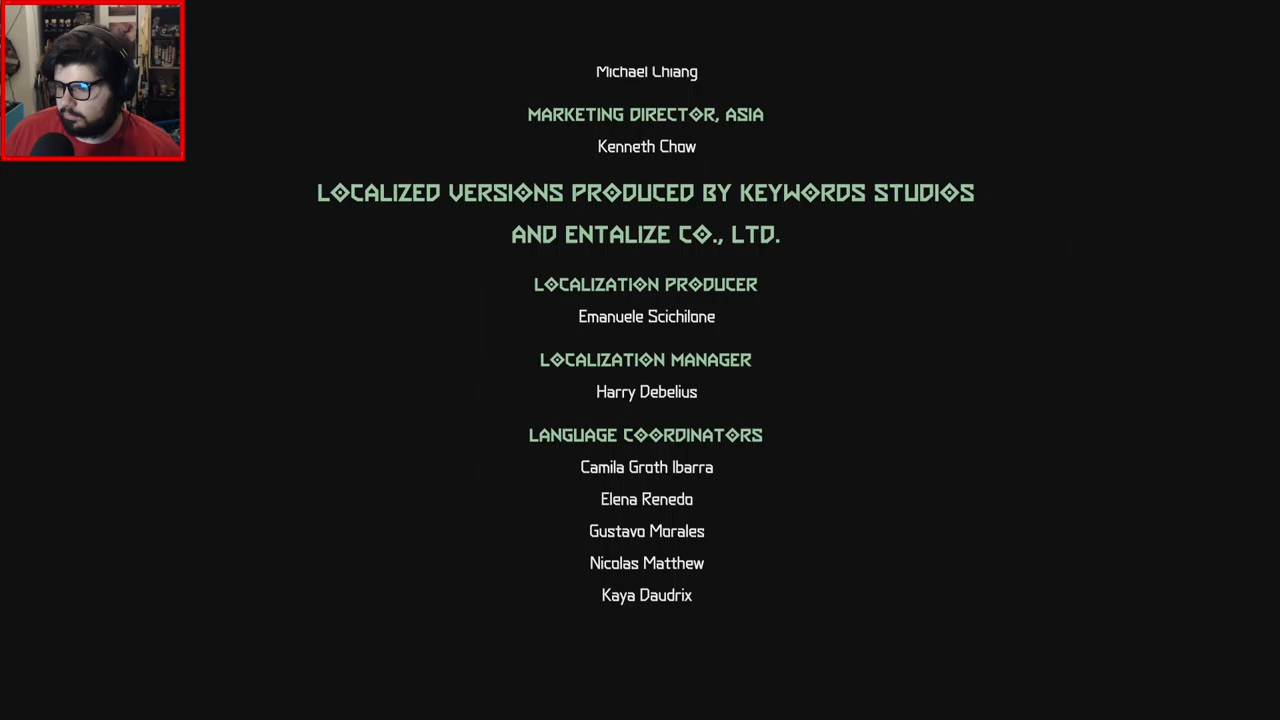 Michael Chiang
MARKETING DIRECTOR, ASIA
Kenneth Chow
LOCALIZED VERSIONS PRODUCED BY KEYWORDS STUDIOS
AND ENTALIZE CO., LTD.
LOCALIZATION PRODUCER
Emanuele Scichilone
LOCALIZATION MANAGER
Harry Debelius
LANGUAGE COORDINATORS
Camila Groth Ibarra
Elena Renedo
Gustavo Morales
Nicolas Matthew
Kaya Daudrix